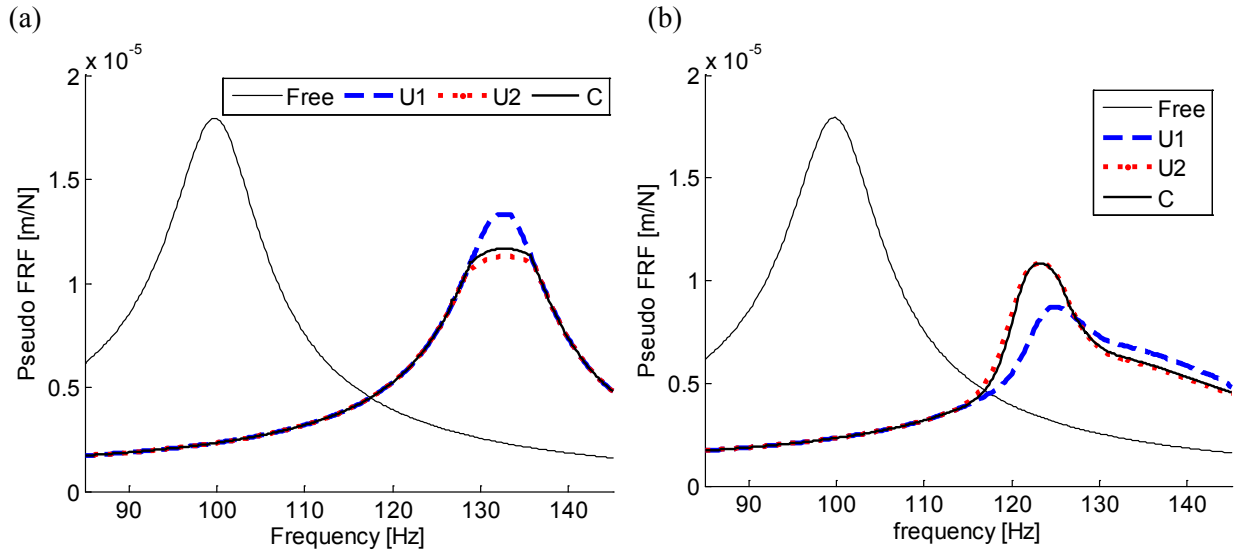 (a)
x 10^-5
Free U1 U2 C
2
1.5
1
0.5
0
Pseudo FRF [m/N]
90 100 110 120 130 140
Frequency [Hz]
(b)
x 10^-5
Free
U1
U2
C
2
1.5
1
0.5
0
Pseudo FRF [m/N]
90 100 110 120 130 140
frequency [Hz]